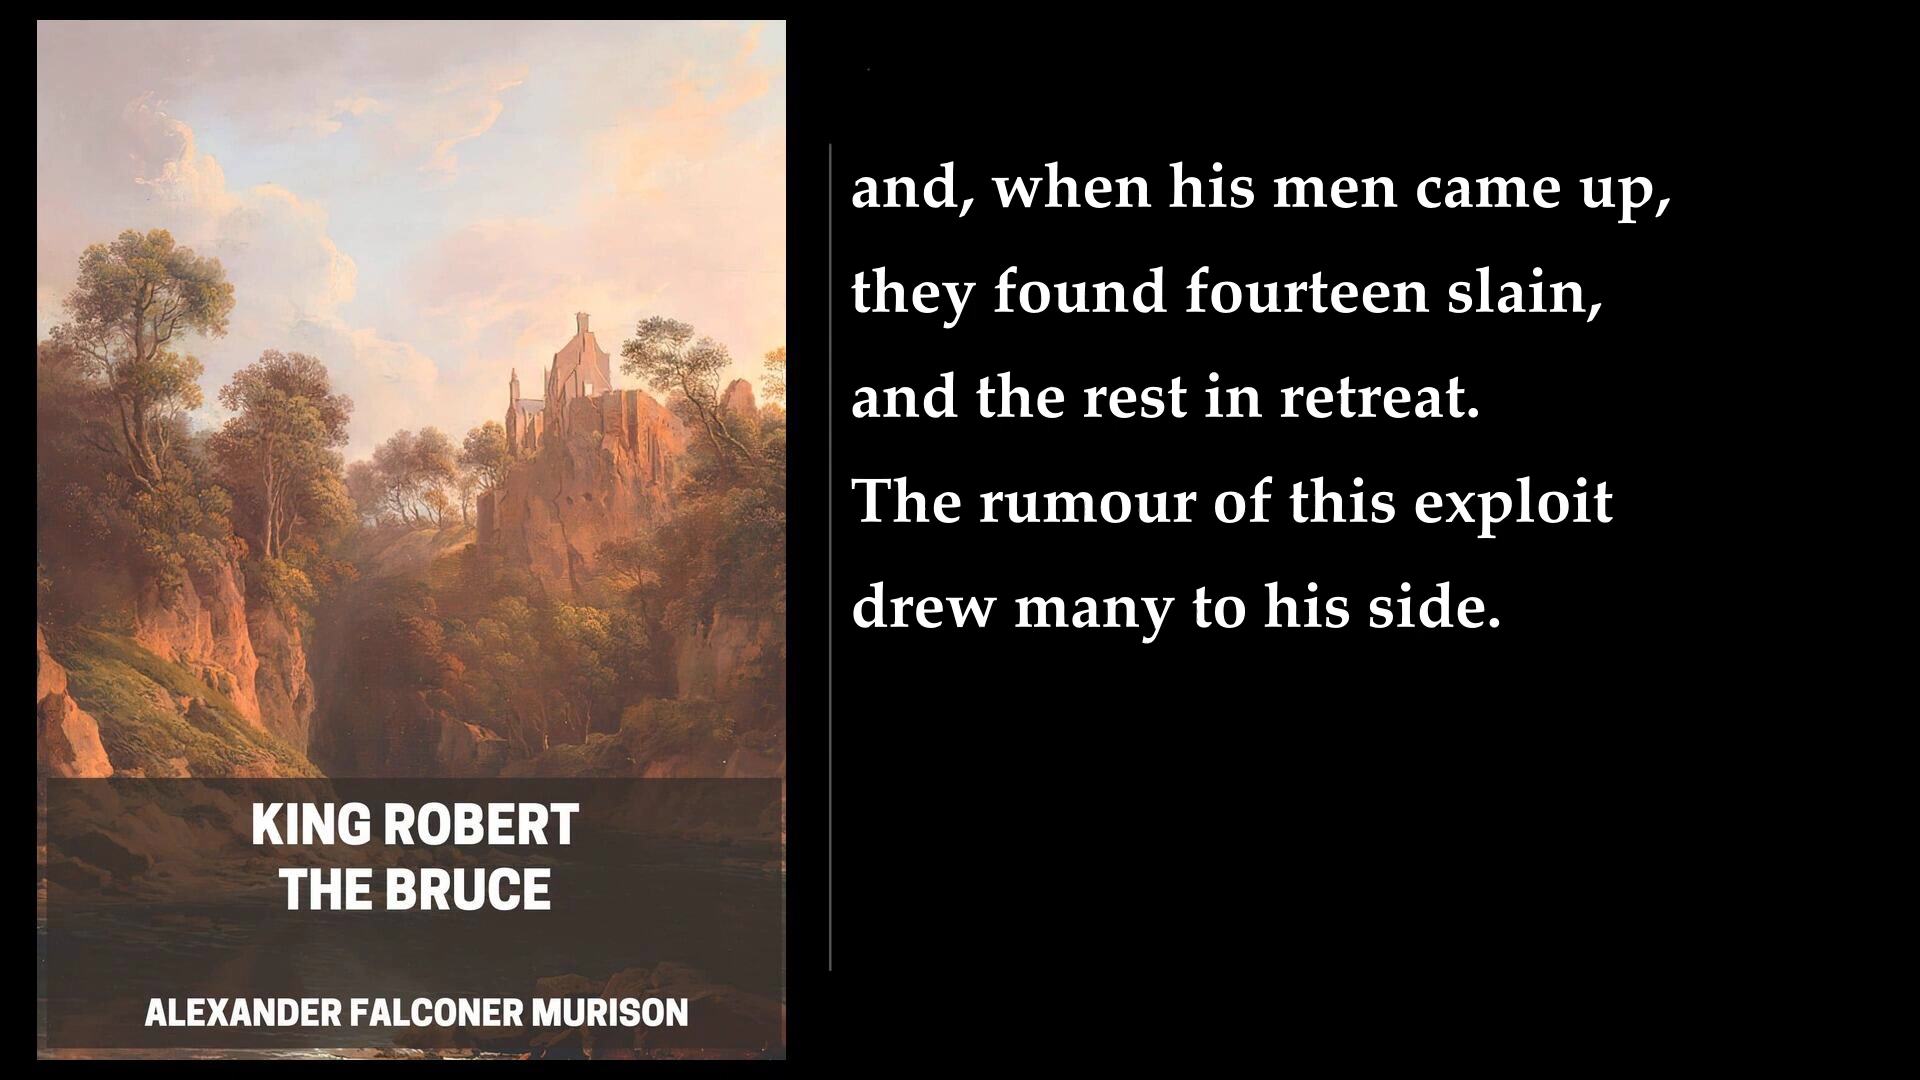 KING ROBERT
THE BRUCE
ALEXANDER FALCONER MURISON
and, when his men came up,
they found fourteen slain,
and the rest in retreat.
The rumour of this exploit
drew many to his side.